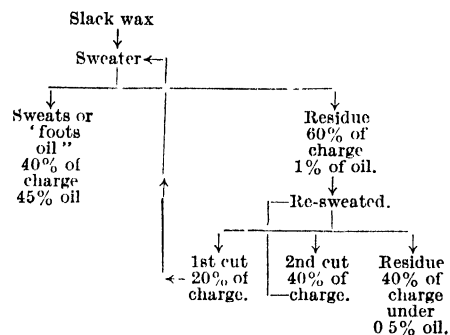 Slack wax
Sweater
Sweats or
'foots
oil"
40% of
charge
45% oil
Residue
60% of
charge
1% of oil.
Re-sweated.
1st cut
20% of
charge.
2nd cut
40% of
charge.
Residue
40% of
charge
under
0 5% oil.